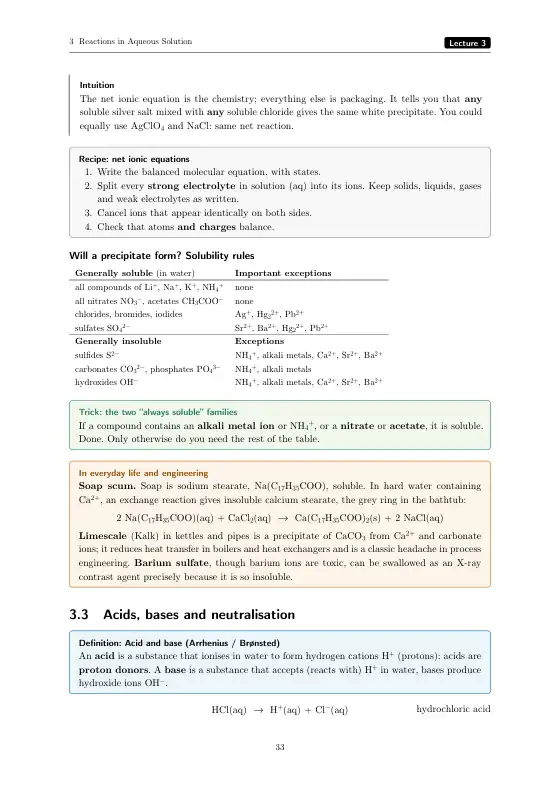 3 Reactions in Aqueous Solution Lecture 3
Intuition
The net ionic equation is the chemistry; everything else is packaging. It tells you that any
soluble silver salt mixed with any soluble chloride gives the same white precipitate. You could
equally use AgClO₄ and NaCl: same net reaction.
Recipe: net ionic equations
1. Write the balanced molecular equation, with states.
2. Split every strong electrolyte in solution (aq) into its ions. Keep solids, liquids, gases
and weak electrolytes as written.
3. Cancel ions that appear identically on both sides.
4. Check that atoms and charges balance.
Will a precipitate form? Solubility rules
Generally soluble (in water) Important exceptions
all compounds of Li⁺, Na⁺, K⁺, NH₄⁺ none
all nitrates NO₃⁻, acetates CH₃COO⁻ none
chlorides, bromides, iodides Ag⁺, Hg₂²⁺, Pb²⁺
sulfates SO₄²⁻ Sr²⁺, Ba²⁺, Hg₂²⁺, Pb²⁺
Generally insoluble Exceptions
sulfides S²⁻ NH₄⁺, alkali metals, Ca²⁺, Sr²⁺, Ba²⁺
carbonates CO₃²⁻, phosphates PO₄³⁻ NH₄⁺, alkali metals
hydroxides OH⁻ NH₄⁺, alkali metals, Ca²⁺, Sr²⁺, Ba²⁺
Trick: the two "always soluble" families
If a compound contains an alkali metal ion or NH₄⁺, or a nitrate or acetate, it is soluble.
Done. Only otherwise do you need the rest of the table.
In everyday life and engineering
Soap scum. Soap is sodium stearate, Na(C₁₇H₃₅COO), soluble. In hard water containing
Ca²⁺, an exchange reaction gives insoluble calcium stearate, the grey ring in the bathtub:
2 Na(C₁₇H₃₅COO)(aq) + CaCl₂(aq) → Ca(C₁₇H₃₅COO)₂(s) + 2 NaCl(aq)
Limescale (Kalk) in kettles and pipes is a precipitate of CaCO₃ from Ca²⁺ and carbonate
ions; it reduces heat transfer in boilers and heat exchangers and is a classic headache in process
engineering. Barium sulfate, though barium ions are toxic, can be swallowed as an X-ray
contrast agent precisely because it is so insoluble.
3.3 Acids, bases and neutralisation
Definition: Acid and base (Arrhenius / Brønsted)
An acid is a substance that ionises in water to form hydrogen cations H⁺ (protons); acids are
proton donors. A base is a substance that accepts (reacts with) H⁺ in water, bases produce
hydroxide ions OH⁻.
HCl(aq) → H⁺(aq) + Cl⁻(aq) hydrochloric acid
33